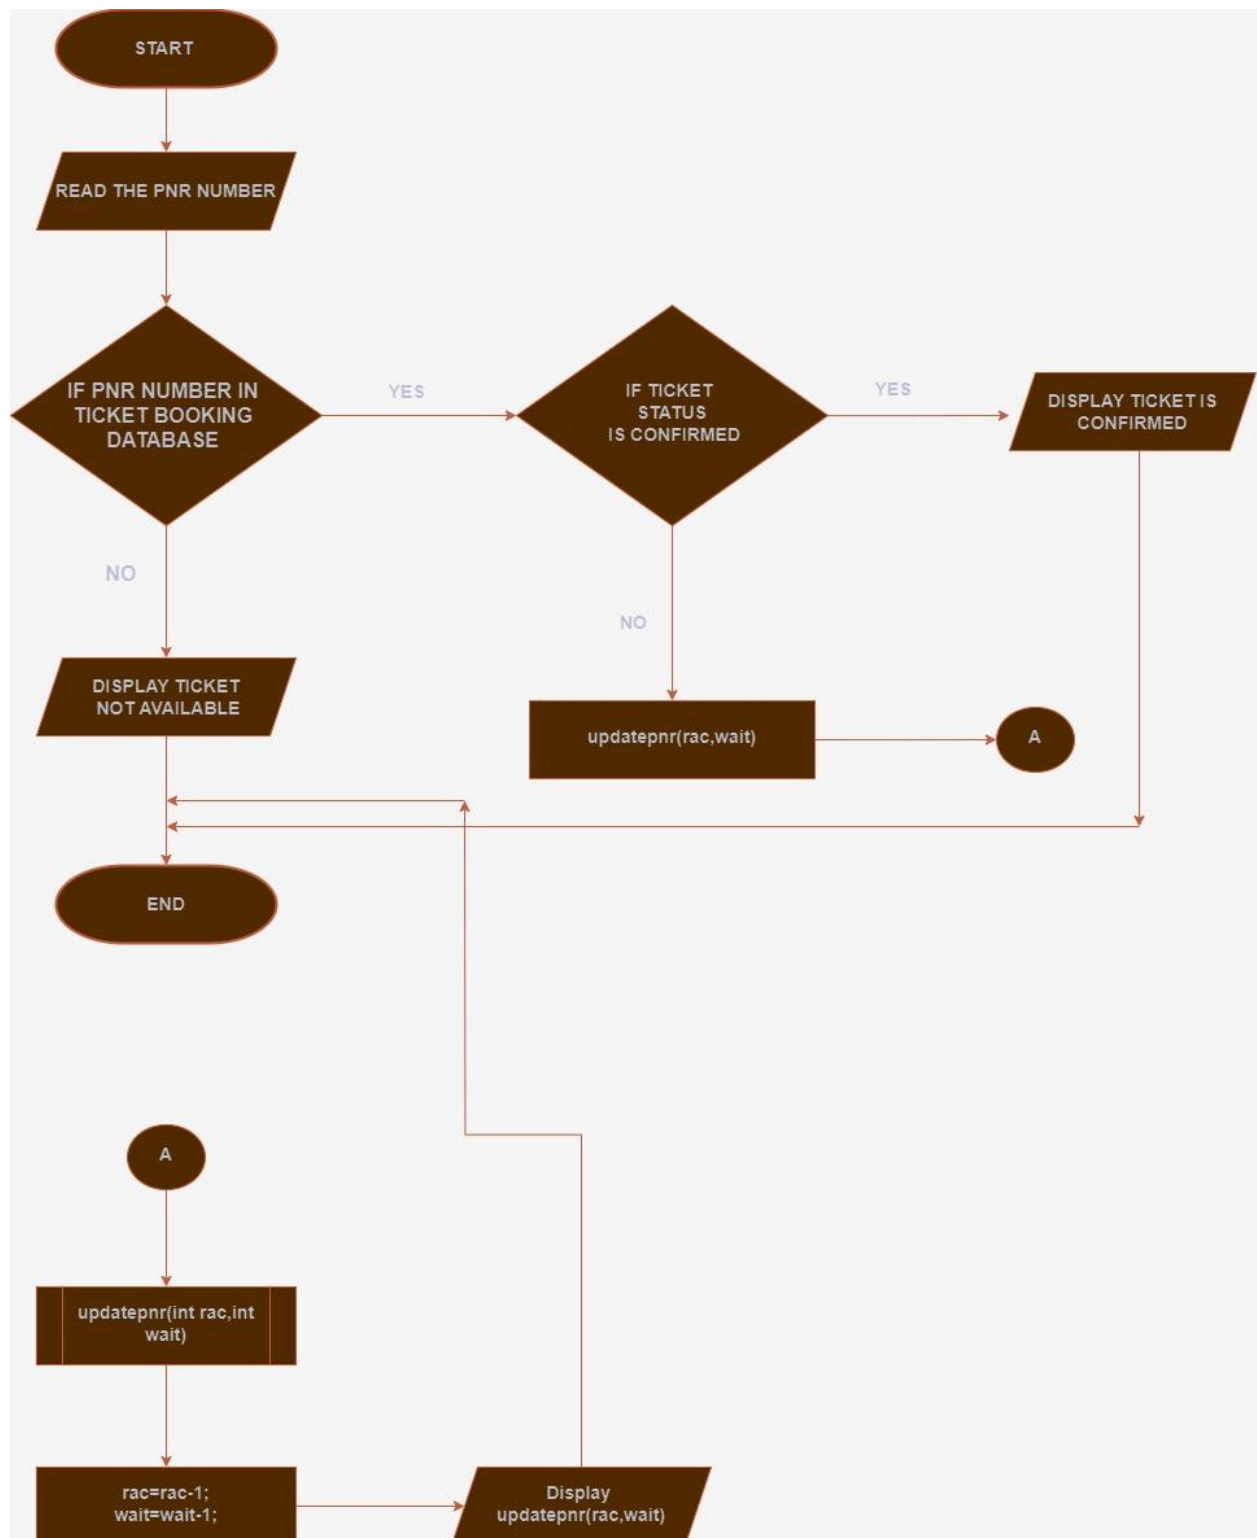 START
READ THE PNR NUMBER
IF PNR NUMBER IN
TICKET BOOKING
DATABASE
YES
IF TICKET
STATUS
IS CONFIRMED
YES
DISPLAY TICKET IS
CONFIRMED
NO
NO
DISPLAY TICKET
NOT AVAILABLE
updatepnr(rac,wait)
A
END
A
updatepnr(int rac,int
wait)
rac=rac-1;
wait=wait-1;
Display
updatepnr(rac,wait)